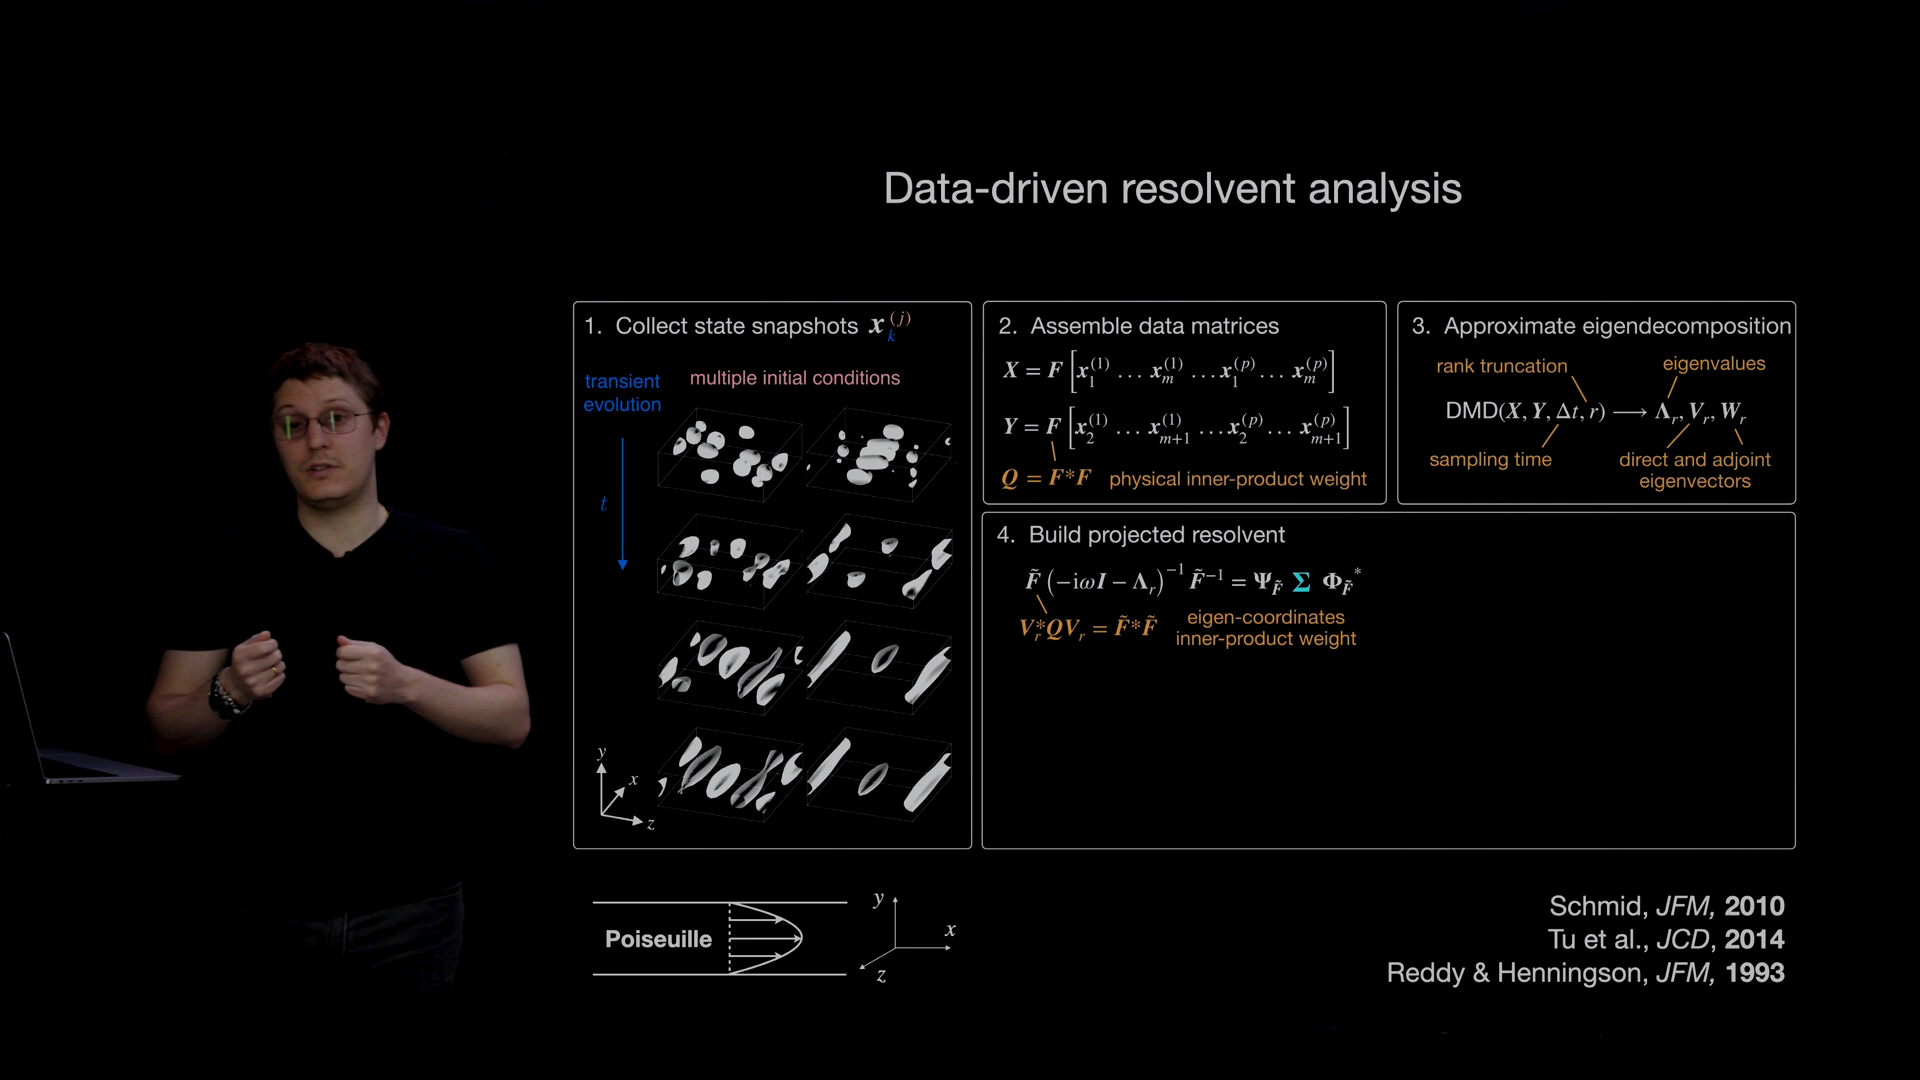 Data-driven resolvent analysis
1. Collect state snapshots x_k^{(j)}
transient
evolution
multiple initial conditions
t
y
x
z
2. Assemble data matrices
X = F [x_1^{(1)} … x_m^{(1)} … x_1^{(p)} … x_m^{(p)}]
Y = F [x_2^{(1)} … x_{m+1}^{(1)} … x_2^{(p)} … x_{m+1}^{(p)}]
Q = F*F physical inner-product weight
3. Approximate eigendecomposition
rank truncation
eigenvalues
DMD(X, Y, Δt, r) ⟶ Λ_r, V_r, W_r
sampling time
direct and adjoint
eigenvectors
4. Build projected resolvent
F̃ (−iωI − Λ_r)^{−1} F̃^{−1} = Ψ_F̃ Σ Φ_F̃^*
V_r^*QV_r = F̃*F̃
eigen-coordinates
inner-product weight
Poiseuille
y
x
z
Schmid, JFM, 2010
Tu et al., JCD, 2014
Reddy & Henningson, JFM, 1993